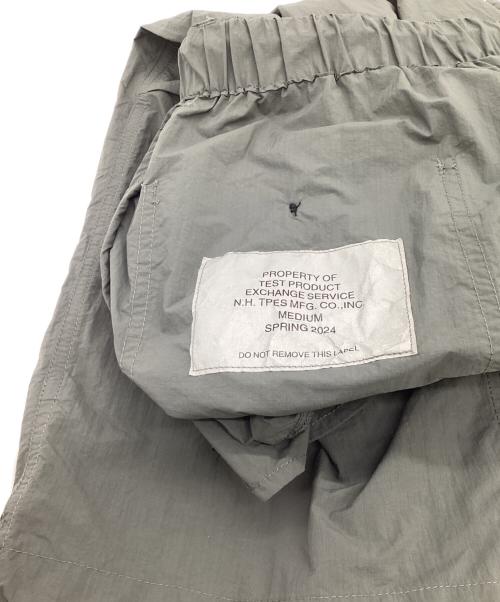 PROPERTY OF
TEST PRODUCT
EXCHANGE SERVICE
N.H. TPES MFG. CO.,INC
MEDIUM
SPRING 2024
DO NOT REMOVE THIS LABEL